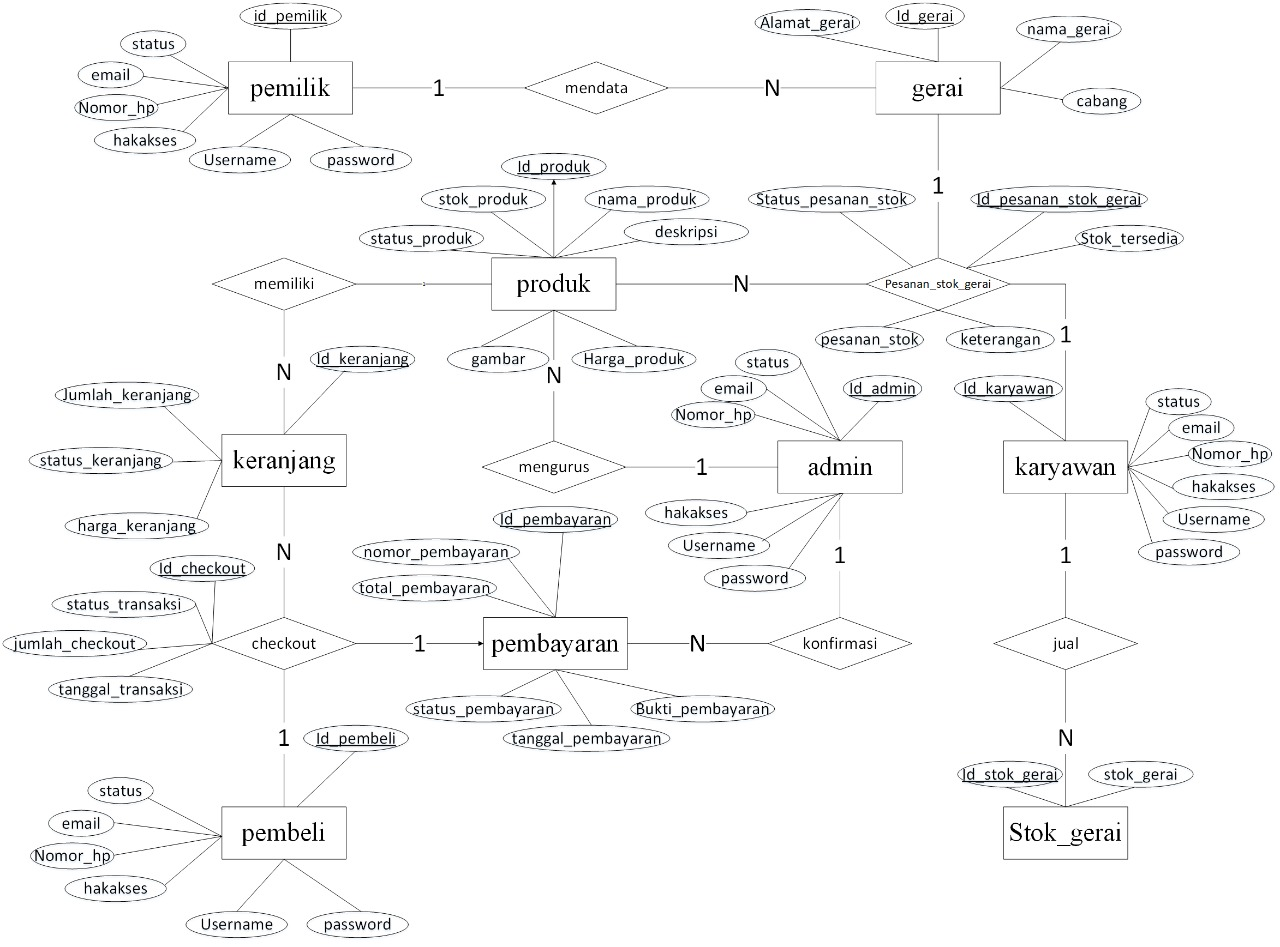 id_pemilik
status
email
Nomor_hp
hakakses
pemilik
Username
password
1
mendata
N
Alamat_gerai
Id_gerai
nama_gerai
gerai
cabang
1
Id_produk
stok_produk
nama_produk
status_produk
deskripsi
produk
gambar
Harga_produk
memiliki
1
N
N
Status_pesanan_stok
Id_pesanan_stok_gerai
Stok_tersedia
Pesanan_stok_gerai
pesanan_stok
keterangan
1
N
Id_keranjang
Jumlah_keranjang
status_keranjang
keranjang
harga_keranjang
N
mengurus
1
status
email
Nomor_hp
Id_admin
admin
hakakses
Username
password
1
Id_karyawan
status
email
Nomor_hp
karyawan
hakakses
Username
password
1
Id_checkout
status_transaksi
jumlah_checkout
checkout
tanggal_transaksi
1
Id_pembayaran
nomor_pembayaran
total_pembayaran
pembayaran
status_pembayaran
Bukti_pembayaran
tanggal_pembayaran
N
konfirmasi
jual
N
1
Id_pembeli
status
email
Nomor_hp
pembeli
hakakses
Username
password
Id_stok_gerai
stok_gerai
Stok_gerai